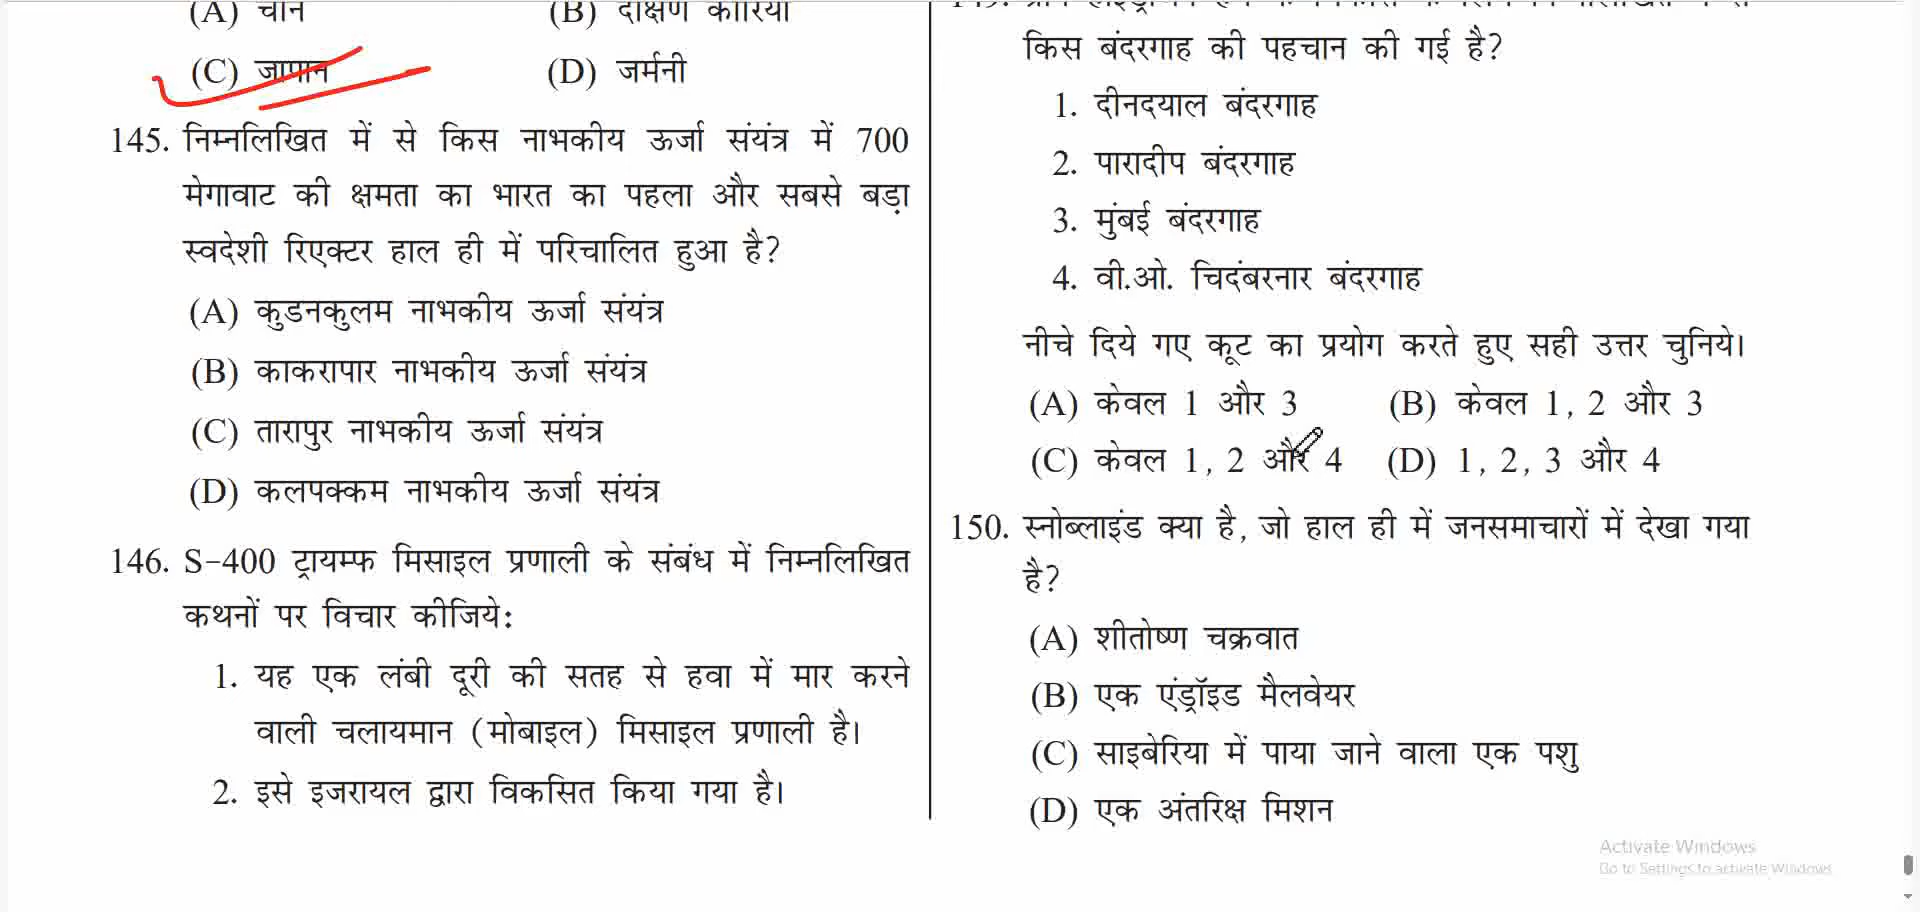 (A) चीन (B) दक्षिण कोरिया
(C) जापान (D) जर्मनी
145. निम्नलिखित में से किस नाभकीय ऊर्जा संयंत्र में 700
मेगावाट की क्षमता का भारत का पहला और सबसे बड़ा
स्वदेशी रिएक्टर हाल ही में परिचालित हुआ है?
(A) कुडनकुलम नाभकीय ऊर्जा संयंत्र
(B) काकरापार नाभकीय ऊर्जा संयंत्र
(C) तारापुर नाभकीय ऊर्जा संयंत्र
(D) कलपक्कम नाभकीय ऊर्जा संयंत्र
146. S-400 ट्रायम्फ मिसाइल प्रणाली के संबंध में निम्नलिखित
कथनों पर विचार कीजिये:
1. यह एक लंबी दूरी की सतह से हवा में मार करने
वाली चलायमान (मोबाइल) मिसाइल प्रणाली है।
2. इसे इजरायल द्वारा विकसित किया गया है।
किस बंदरगाह की पहचान की गई है?
1. दीनदयाल बंदरगाह
2. पारादीप बंदरगाह
3. मुंबई बंदरगाह
4. वी.ओ. चिदंबरनार बंदरगाह
नीचे दिये गए कूट का प्रयोग करते हुए सही उत्तर चुनिये।
(A) केवल 1 और 3 (B) केवल 1, 2 और 3
(C) केवल 1, 2 और 4 (D) 1, 2, 3 और 4
150. स्नोब्लाइंड क्या है, जो हाल ही में जनसमाचारों में देखा गया
है?
(A) शीतोष्ण चक्रवात
(B) एक एंड्रॉइड मैलवेयर
(C) साइबेरिया में पाया जाने वाला एक पशु
(D) एक अंतरिक्ष मिशन
Activate Windows
Go to Settings to activate Windows